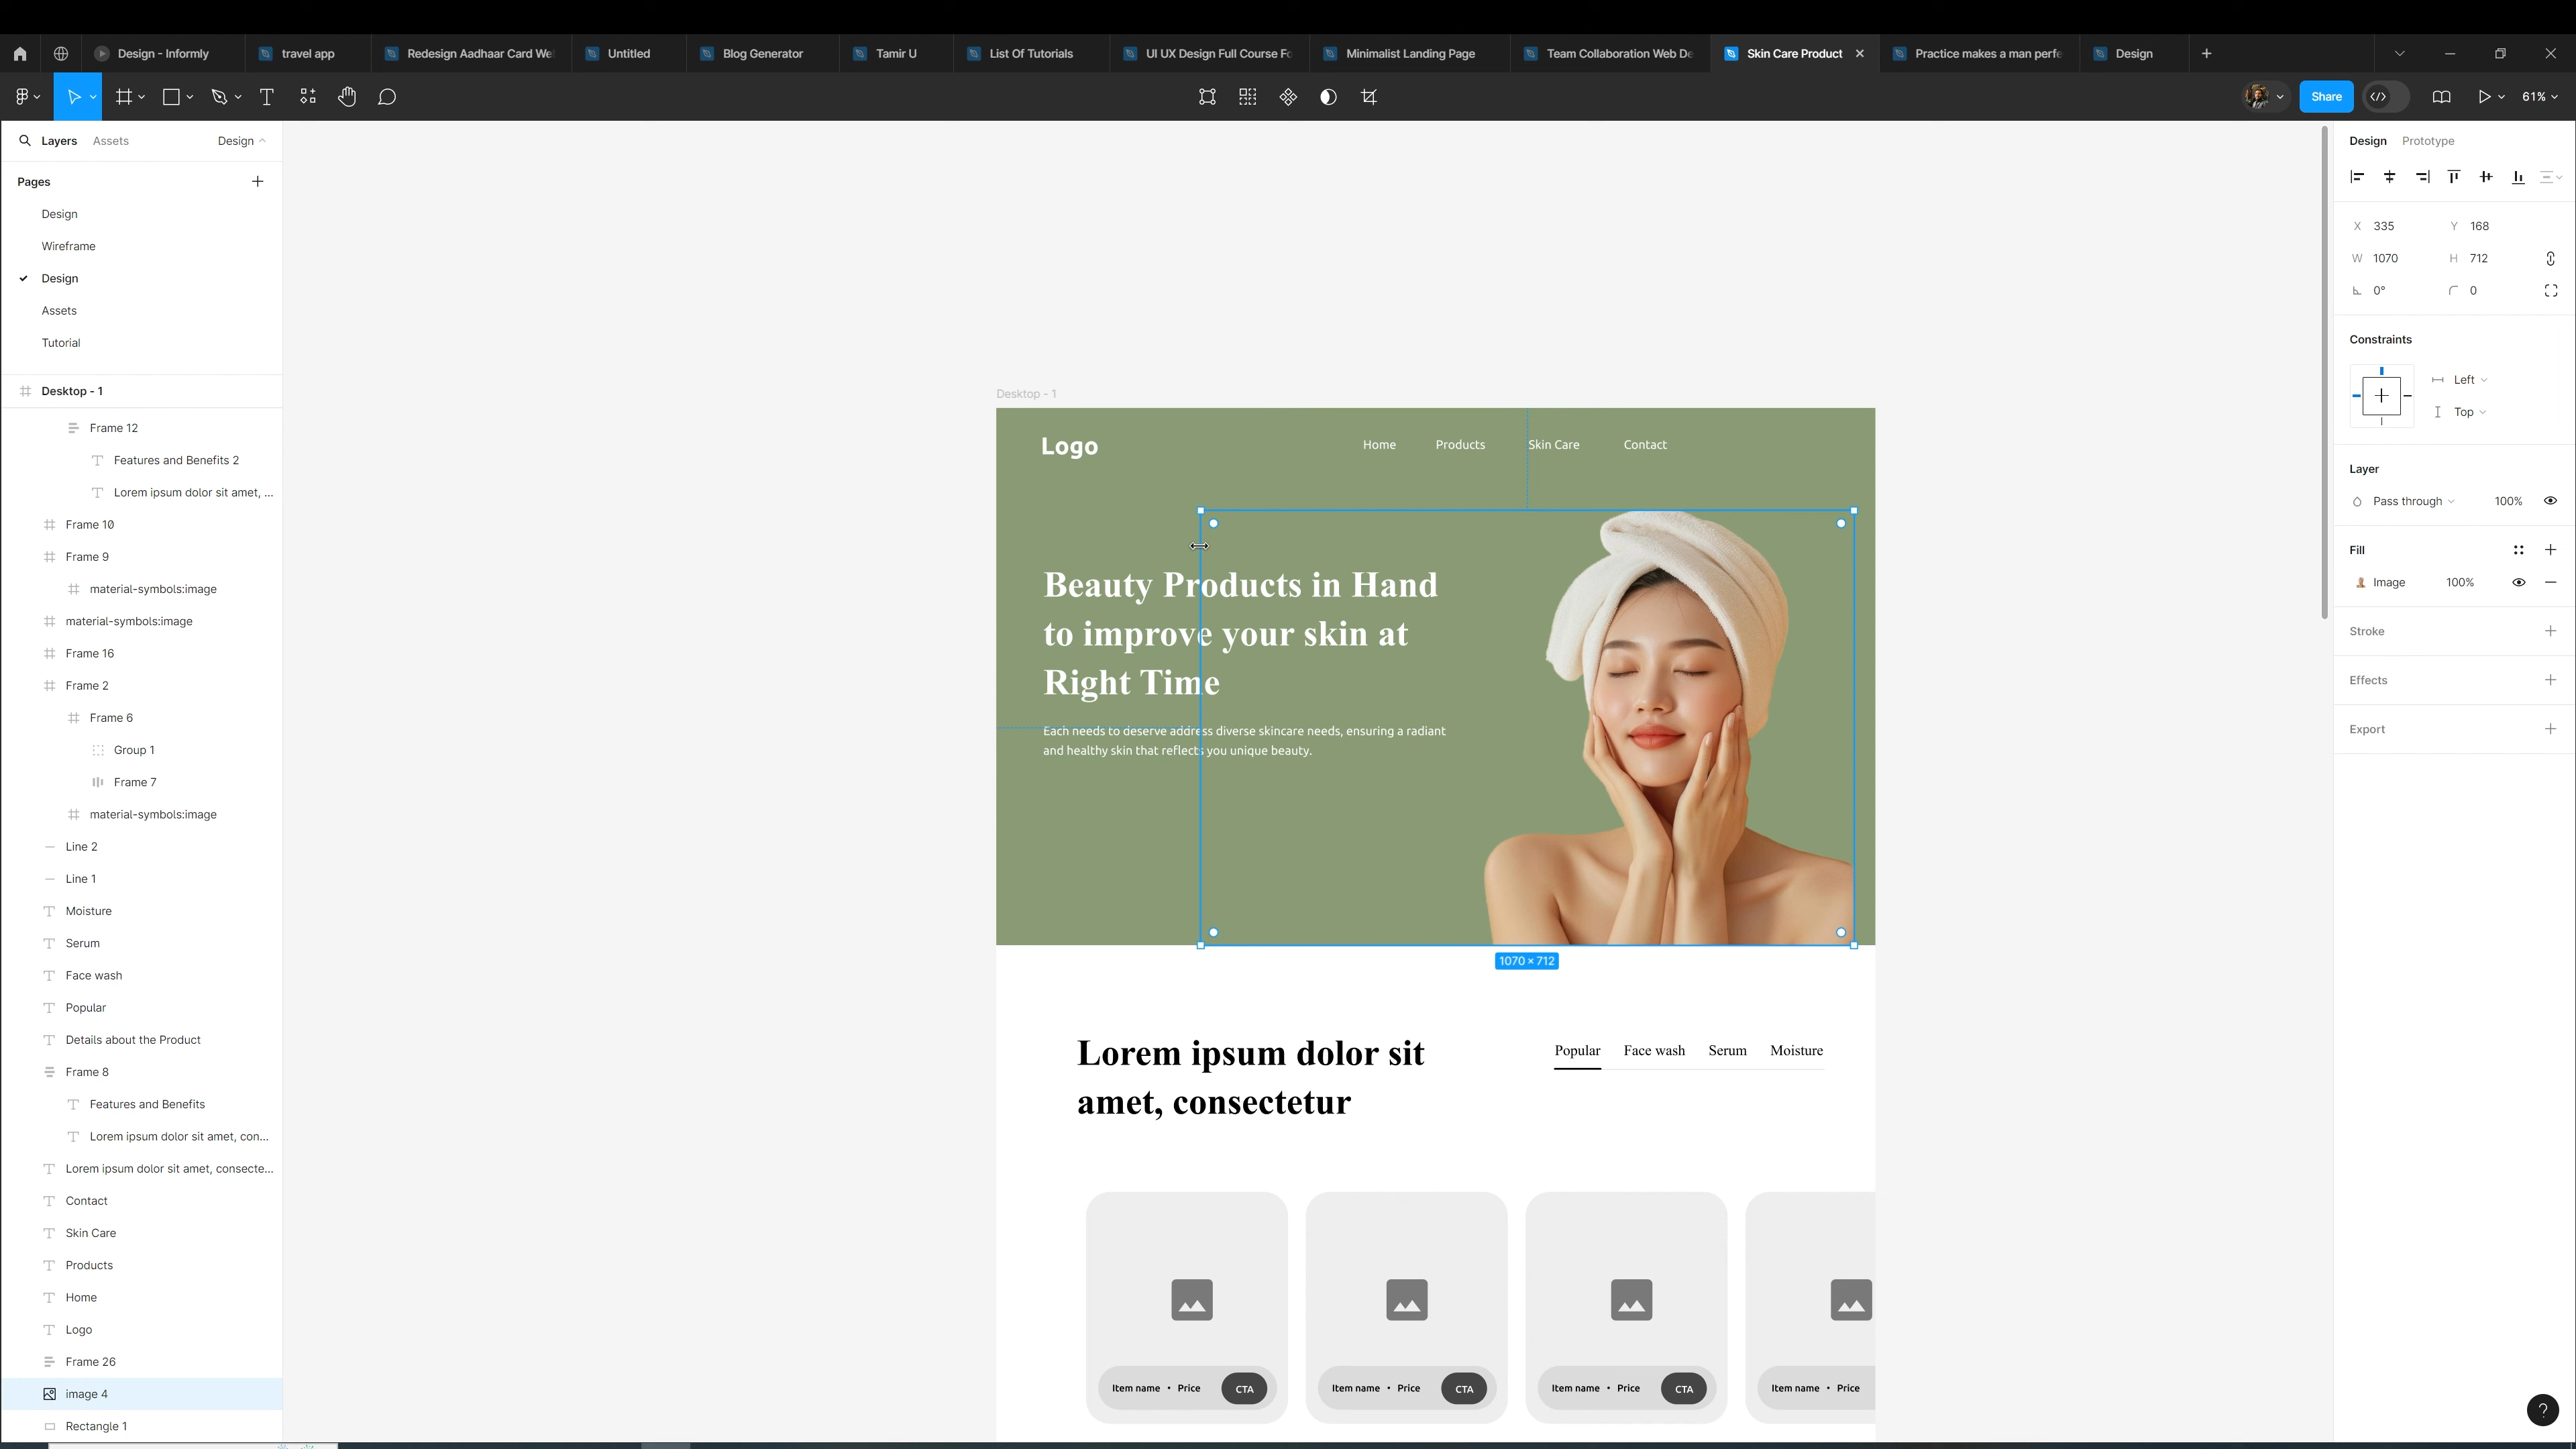 Design - Informly
travel app
Redesign Aadhaar Card We
Untitled
Blog Generator
Tamir U
List Of Tutorials
UI UX Design Full Course Fo
Minimalist Landing Page
Team Collaboration Web De
Skin Care Product
Practice makes a man perfe
Design
Share
61%
Layers Assets Design
Pages
Design
Wireframe
Design
Assets
Tutorial
Desktop - 1
Frame 12
Features and Benefits 2
Lorem ipsum dolor sit amet, ...
Frame 10
Frame 9
material-symbols:image
material-symbols:image
Frame 16
Frame 2
Frame 6
Group 1
Frame 7
material-symbols:image
Line 2
Line 1
Moisture
Serum
Face wash
Popular
Details about the Product
Frame 8
Features and Benefits
Lorem ipsum dolor sit amet, con...
Lorem ipsum dolor sit amet, consecte...
Contact
Skin Care
Products
Home
Logo
Frame 26
image 4
Rectangle 1
Desktop - 1
Logo
Home Products Skin Care Contact
Beauty Products in Hand
to improve your skin at
Right Time
Each needs to deserve address diverse skincare needs, ensuring a radiant
and healthy skin that reflects you unique beauty.
1070 × 712
Lorem ipsum dolor sit
amet, consectetur
Popular Face wash Serum Moisture
Item name • Price CTA
Item name • Price CTA
Item name • Price CTA
Item name • Price
Design Prototype
X 335 Y 168
W 1070 H 712
0° 0
Constraints
Left
Top
Layer
Pass through 100%
Fill
Image 100%
Stroke
Effects
Export
?